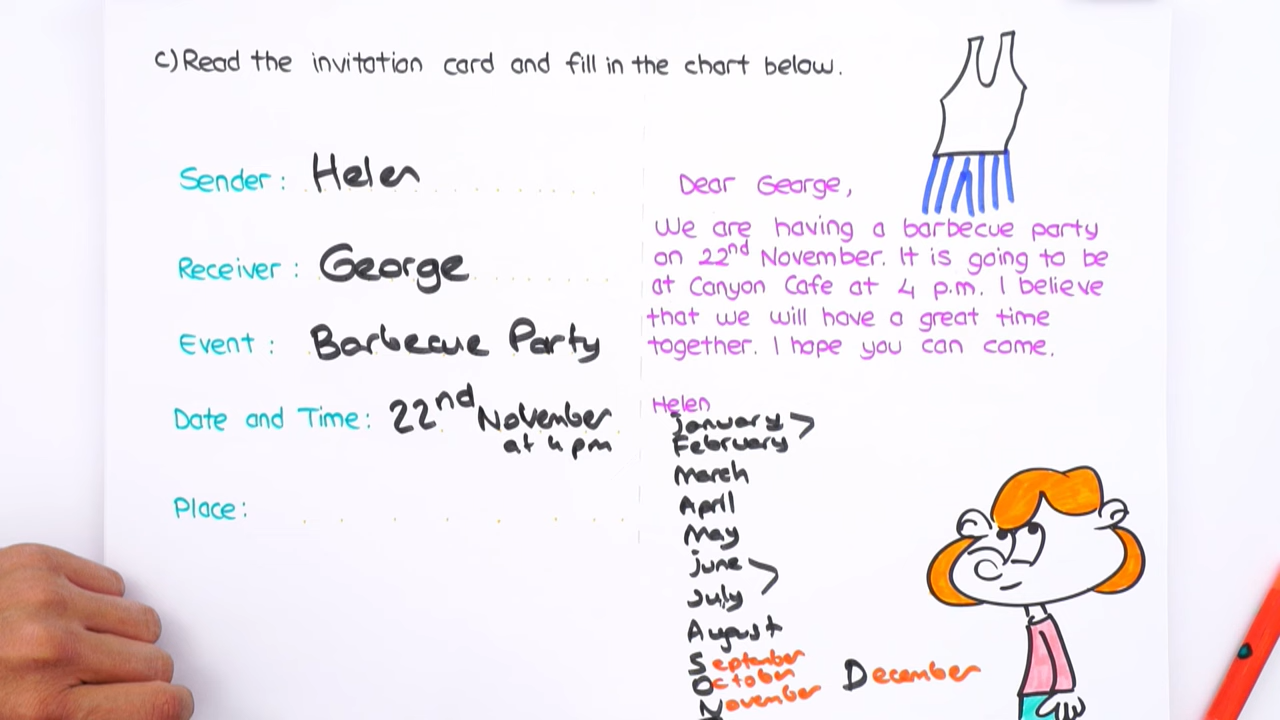 c) Read the invitation card and fill in the chart below.
Sender: Helen
Receiver: George
Event: Barbecue Party
Date and Time: 22nd November
at 4 pm
Place:
Dear George,
We are having a barbecue party
on 22nd November. It is going to be
at Canyon Cafe at 4 p.m. I believe
that we will have a great time
together. I hope you can come.
Helen
January
February
March
April
May
June
July
August
September
October
November
December